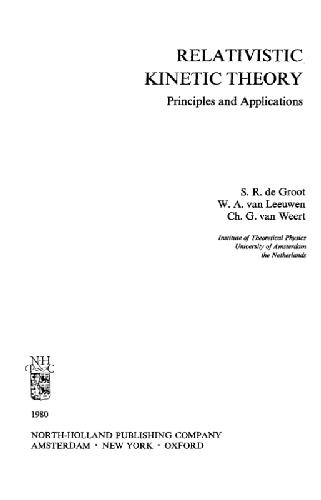 RELATIVISTIC
KINETIC THEORY
Principles and Applications
S. R. de Groot
W. A. van Leeuwen
Ch. G. van Weert
Institute of Theoretical Physics
University of Amsterdam
the Netherlands
NH
1980
NORTH-HOLLAND PUBLISHING COMPANY
AMSTERDAM · NEW YORK · OXFORD